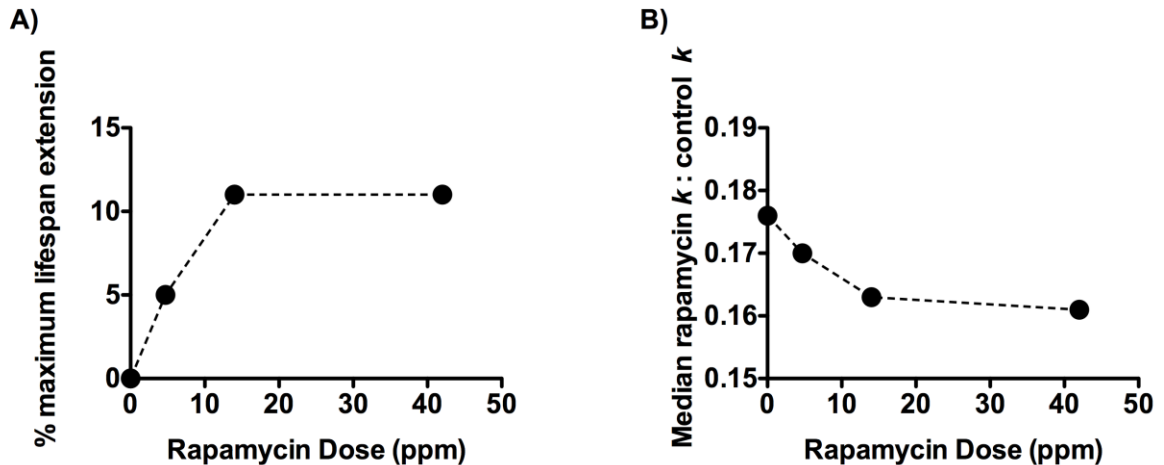 A)
% maximum lifespan extension
15
10
5
0
0 10 20 30 40 50
Rapamycin Dose (ppm)
B)
Median rapamycin k : control k
0.19
0.18
0.17
0.16
0.15
0 10 20 30 40 50
Rapamycin Dose (ppm)